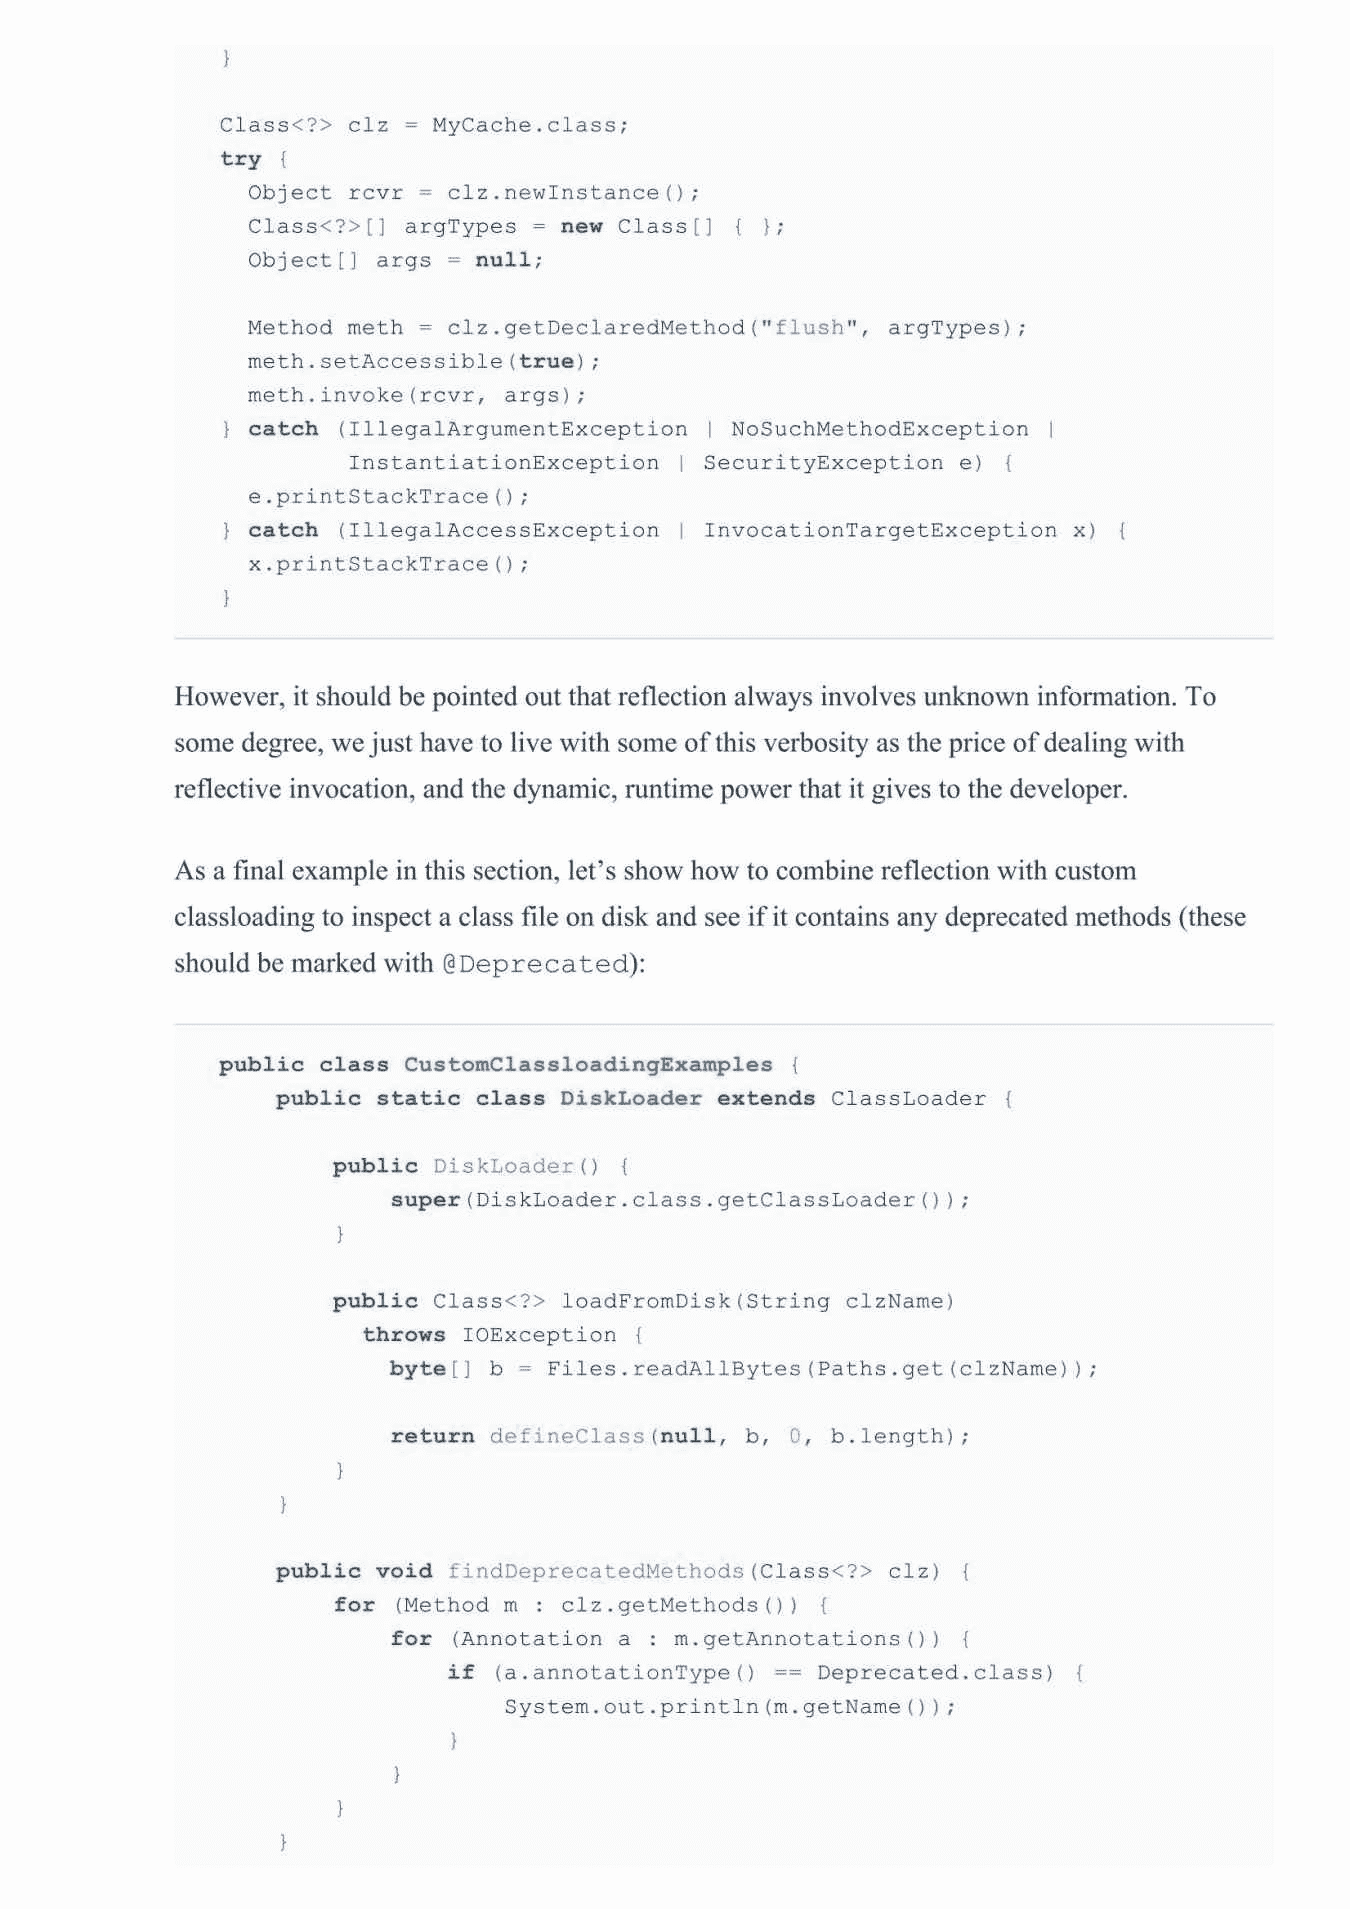 }
Class<?> clz = MyCache.class;
try {
  Object rcvr = clz.newInstance();
  Class<?>[] argTypes = new Class[] { };
  Object[] args = null;

  Method meth = clz.getDeclaredMethod("flush", argTypes);
  meth.setAccessible(true);
  meth.invoke(rcvr, args);
} catch (IllegalArgumentException | NoSuchMethodException |
         InstantiationException | SecurityException e) {
  e.printStackTrace();
} catch (IllegalAccessException | InvocationTargetException x) {
  x.printStackTrace();
}
However, it should be pointed out that reflection always involves unknown information. To
some degree, we just have to live with some of this verbosity as the price of dealing with
reflective invocation, and the dynamic, runtime power that it gives to the developer.
As a final example in this section, let’s show how to combine reflection with custom
classloading to inspect a class file on disk and see if it contains any deprecated methods (these
should be marked with @Deprecated):
public class CustomClassloadingExamples {
    public static class DiskLoader extends ClassLoader {

        public DiskLoader() {
            super(DiskLoader.class.getClassLoader());
        }

        public Class<?> loadFromDisk(String clzName)
          throws IOException {
            byte[] b = Files.readAllBytes(Paths.get(clzName));

            return defineClass(null, b, 0, b.length);
        }
    }

    public void findDeprecatedMethods(Class<?> clz) {
        for (Method m : clz.getMethods()) {
            for (Annotation a : m.getAnnotations()) {
                if (a.annotationType() == Deprecated.class) {
                    System.out.println(m.getName());
                }
            }
        }
    }